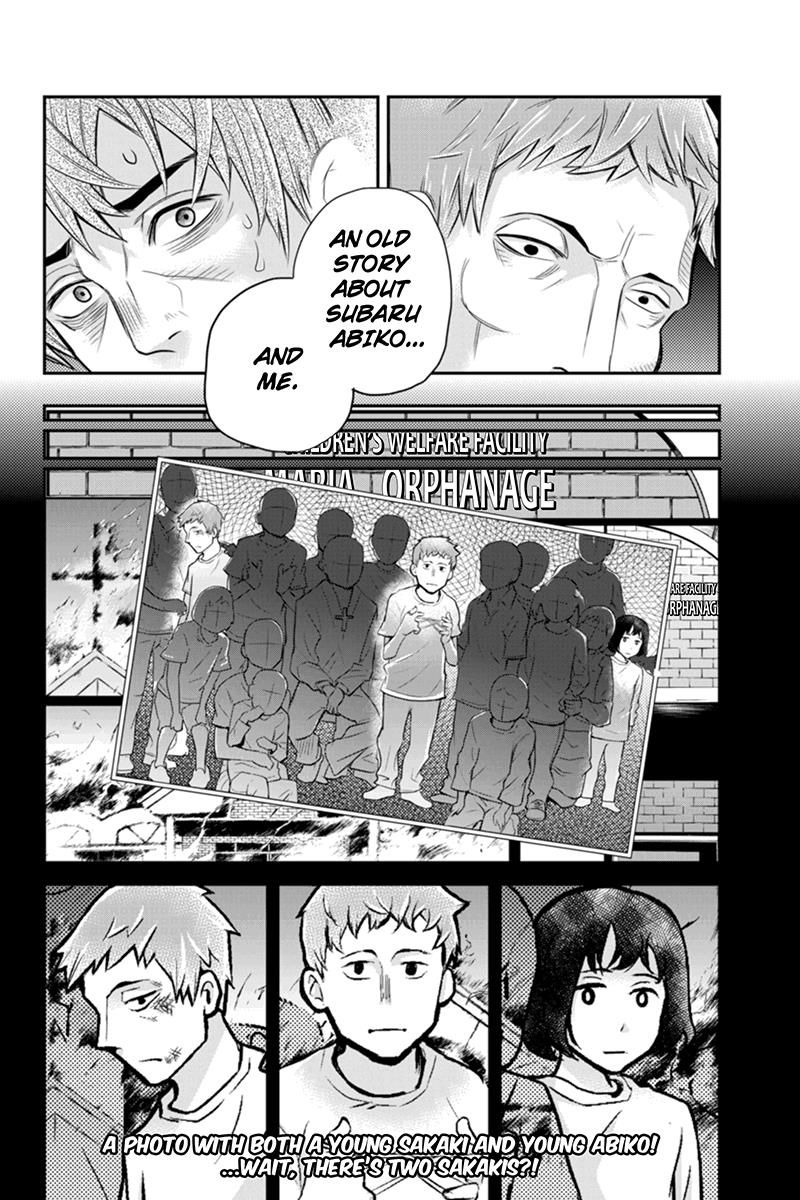 AN OLD
STORY
ABOUT
SUBARU
ABIKO...
AND
ME.
CHILDREN'S WELFARE FACILITY
MARIA ORPHANAGE
ARE FACILITY
RPHANAG
A PHOTO WITH BOTH A YOUNG SAKAKI AND YOUNG ABIKO!
...WAIT, THERE'S TWO SAKAKIS?!